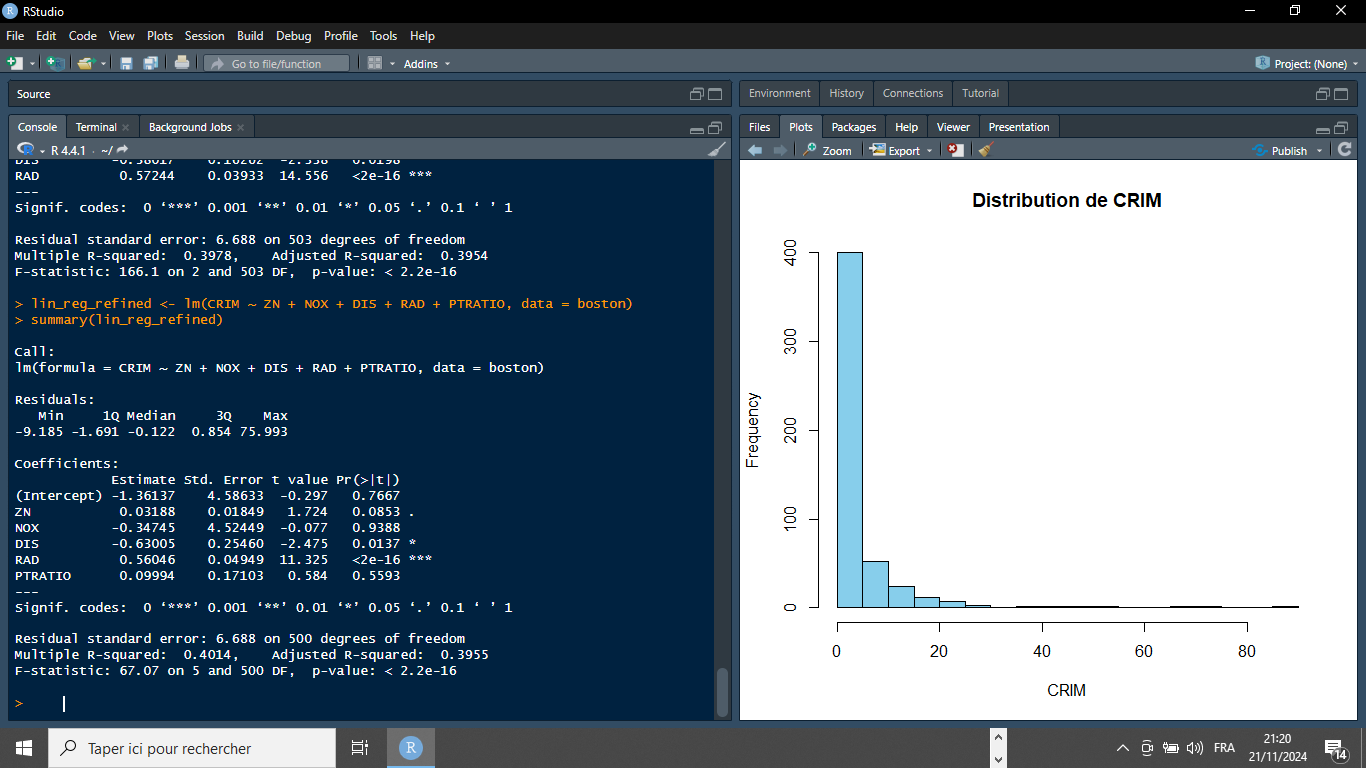 RStudio
File Edit Code View Plots Session Build Debug Profile Tools Help
Go to file/function Addins Project: (None)
Source
Console Terminal Background Jobs
R 4.4.1 · ~/
DIS -0.38017 0.16262 -2.338 0.0198
RAD 0.57244 0.03933 14.556 <2e-16 ***
---
Signif. codes: 0 ‘***’ 0.001 ‘**’ 0.01 ‘*’ 0.05 ‘.’ 0.1 ‘ ’ 1
Residual standard error: 6.688 on 503 degrees of freedom
Multiple R-squared: 0.3978, Adjusted R-squared: 0.3954
F-statistic: 166.1 on 2 and 503 DF, p-value: < 2.2e-16
> lin_reg_refined <- lm(CRIM ~ ZN + NOX + DIS + RAD + PTRATIO, data = boston)
> summary(lin_reg_refined)
Call:
lm(formula = CRIM ~ ZN + NOX + DIS + RAD + PTRATIO, data = boston)
Residuals:
Min 1Q Median 3Q Max
-9.185 -1.691 -0.122 0.854 75.993
Coefficients:
Estimate Std. Error t value Pr(>|t|)
(Intercept) -1.36137 4.58633 -0.297 0.7667
ZN 0.03188 0.01849 1.724 0.0853 .
NOX -0.34745 4.52449 -0.077 0.9388
DIS -0.63005 0.25460 -2.475 0.0137 *
RAD 0.56046 0.04949 11.325 <2e-16 ***
PTRATIO 0.09994 0.17103 0.584 0.5593
---
Signif. codes: 0 ‘***’ 0.001 ‘**’ 0.01 ‘*’ 0.05 ‘.’ 0.1 ‘ ’ 1
Residual standard error: 6.688 on 500 degrees of freedom
Multiple R-squared: 0.4014, Adjusted R-squared: 0.3955
F-statistic: 67.07 on 5 and 500 DF, p-value: < 2.2e-16
>
Environment History Connections Tutorial
Files Plots Packages Help Viewer Presentation
Zoom Export Publish
Distribution de CRIM
Frequency
400
300
200
100
0
0 20 40 60 80
CRIM
Taper ici pour rechercher
R
FRA
21:20
21/11/2024
14